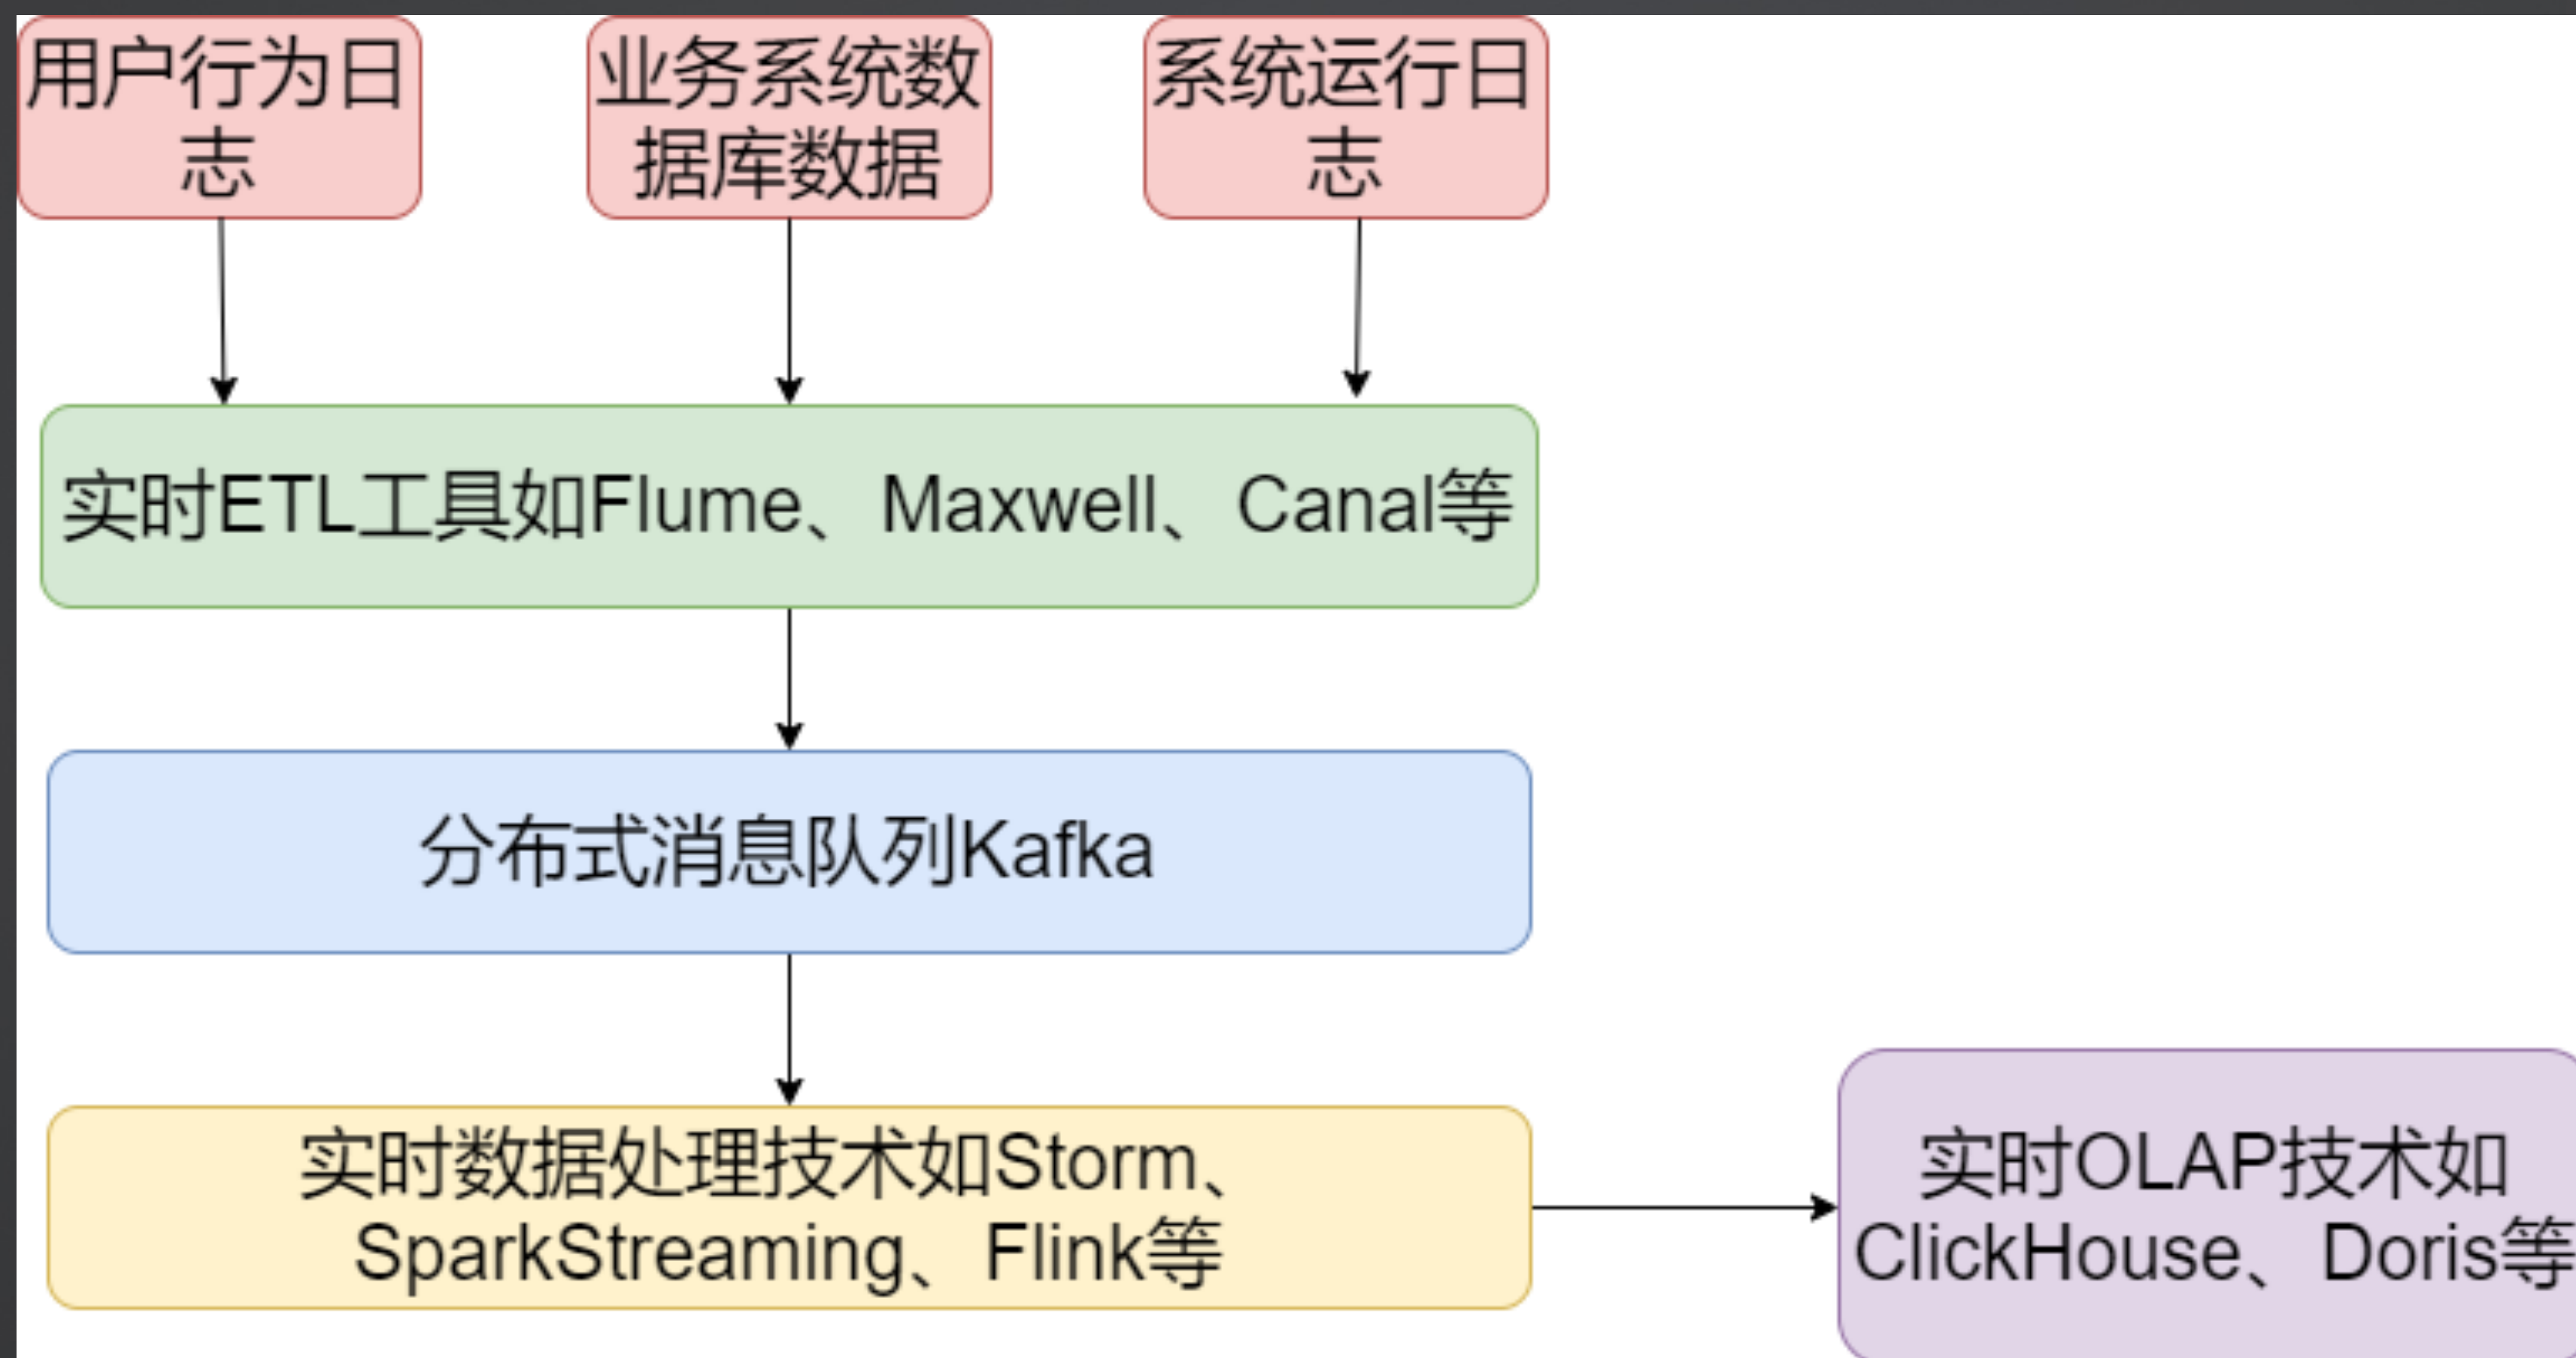 用户行为日
志
业务系统数
据库数据
系统运行日
志
实时ETL工具如Flume、Maxwell、Canal等
分布式消息队列Kafka
实时数据处理技术如Storm、
SparkStreaming、Flink等
实时OLAP技术如
ClickHouse、Doris等